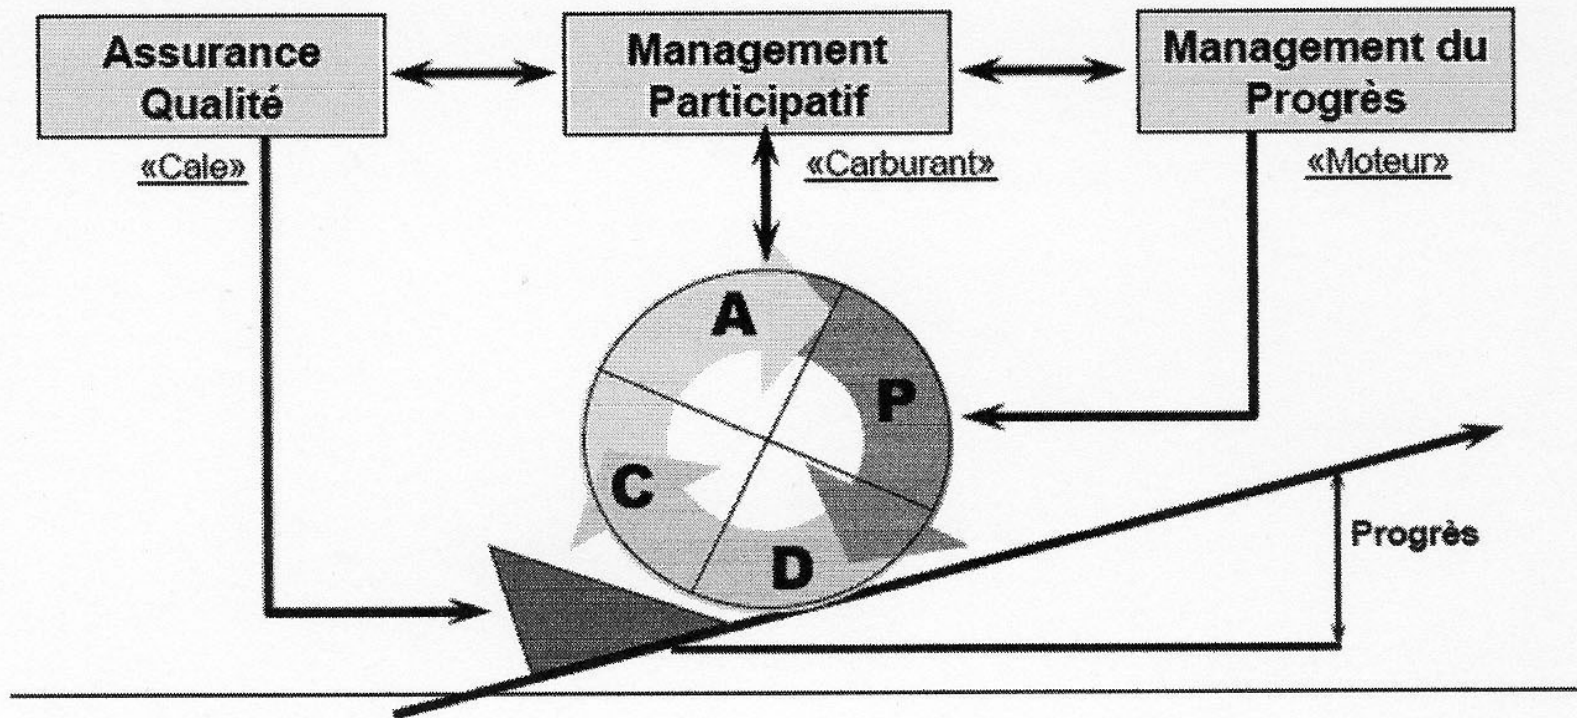 Assurance
Qualité
Management
Participatif
Management du
Progrès
«Cale»
«Carburant»
«Moteur»
A
P
C
D
Progrès